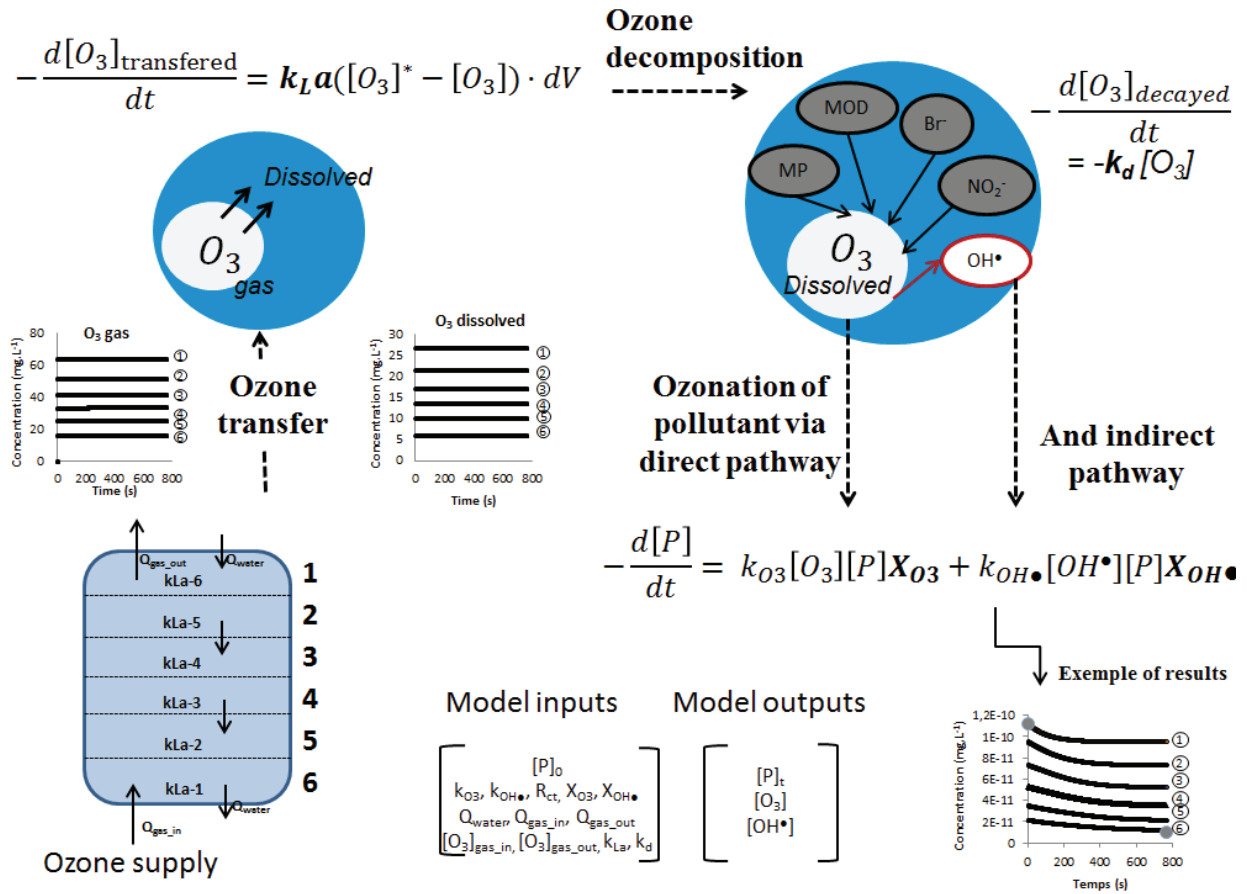 -d[O₃]transfered/dt = kLa([O₃]* − [O₃]) · dV
Ozone
decomposition
-d[O₃]decayed/dt
= -kd [O₃]
MOD
Br⁻
MP
NO₂⁻
O₃
Dissolved
OH•
Dissolved
O₃
gas
O₃ gas
Concentration (mg.L⁻¹)
80
60
40
20
0
①
②
③
④
⑤
⑥
0 200 400 600 800
Time (s)
Ozone
transfer
O₃ dissolved
Concentration (mg.L⁻¹)
30
25
20
15
10
5
0
①
②
③
④
⑤
⑥
0 200 400 600 800
Time (s)
Ozonation of
pollutant via
direct pathway
And indirect
pathway
-d[P]/dt = kO3[O₃][P]XO3 + kOH●[OH•][P]XOH●
Qgas_out
Qwater
kLa-6 1
kLa-5 2
kLa-4 3
kLa-3 4
kLa-2 5
kLa-1 6
Qwater
Qgas_in
Ozone supply
Model inputs
[P]₀
kO3, kOH●, Rct, XO3, XOH●
Qwater, Qgas_in, Qgas_out
[O₃]gas_in, [O₃]gas_out, kLa, kd
Model outputs
[P]t
[O₃]
[OH•]
Exemple of results
Concentration (mg.L⁻¹)
1,2E-10
1E-10
8E-11
6E-11
4E-11
2E-11
0
①
②
③
④
⑤
⑥
0 200 400 600 800
Temps (s)